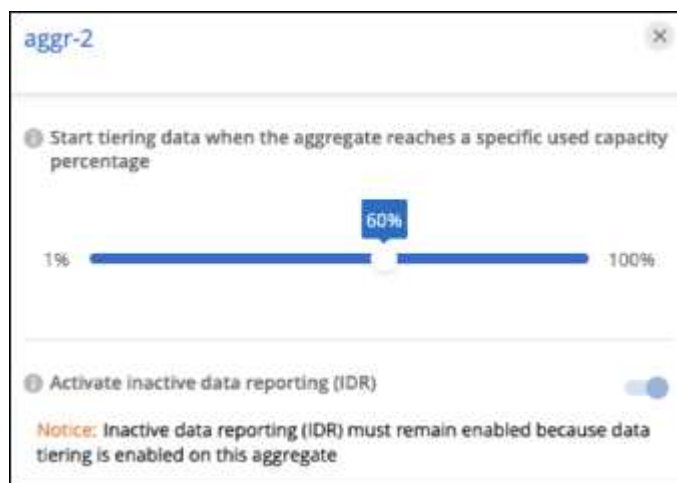 aggr-2
Start tiering data when the aggregate reaches a specific used capacity
percentage
60%
1%
100%
Activate inactive data reporting (IDR)
Notice: Inactive data reporting (IDR) must remain enabled because data
tiering is enabled on this aggregate